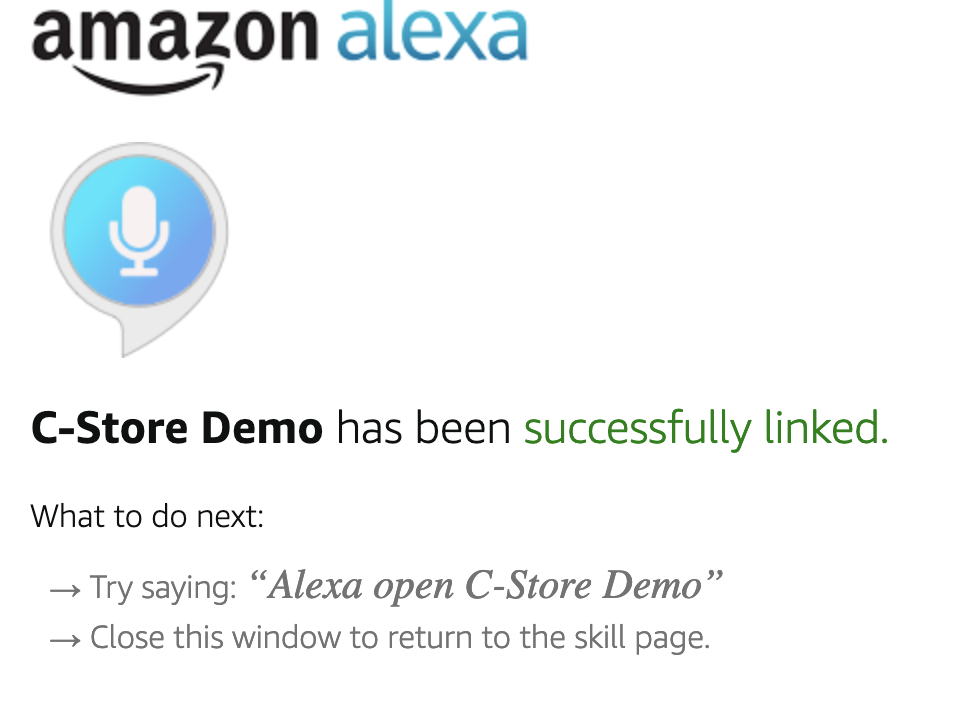 amazon alexa
C-Store Demo has been successfully linked.
What to do next:
→ Try saying: “Alexa open C-Store Demo”
→ Close this window to return to the skill page.